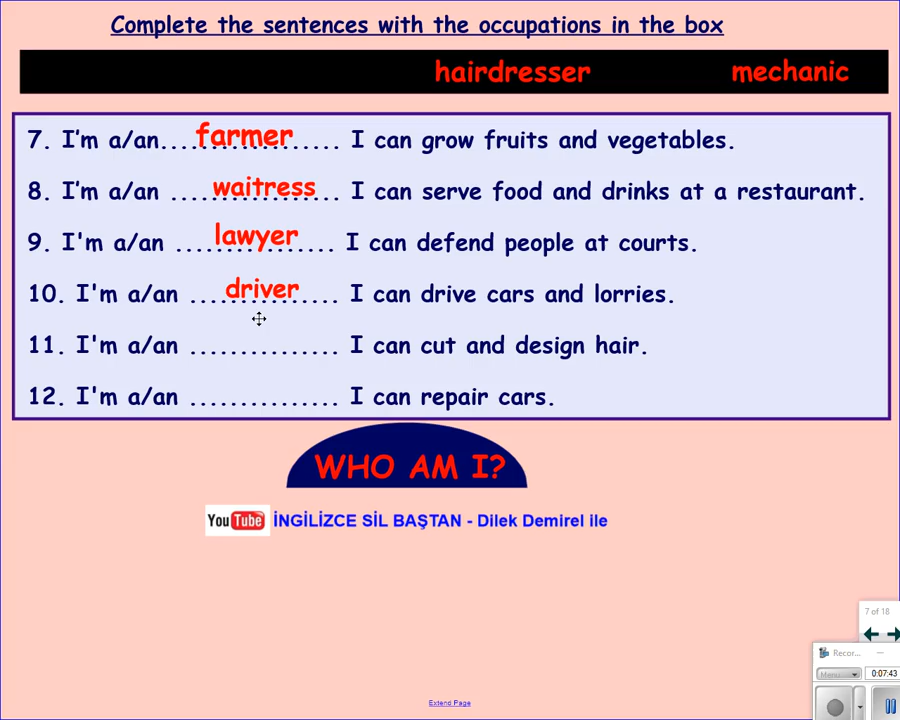 Complete the sentences with the occupations in the box
hairdresser mechanic
7. I'm a/an....farmer............. I can grow fruits and vegetables.
8. I'm a/an ....waitress.... I can serve food and drinks at a restaurant.
9. I'm a/an ....lawyer.... I can defend people at courts.
10. I'm a/an ....driver.... I can drive cars and lorries.
11. I'm a/an ............... I can cut and design hair.
12. I'm a/an ............... I can repair cars.
WHO AM I?
YouTube İNGİLİZCE SİL BAŞTAN - Dilek Demirel ile
7 of 18
Recor...
Menu 0:07:43
Extend Page